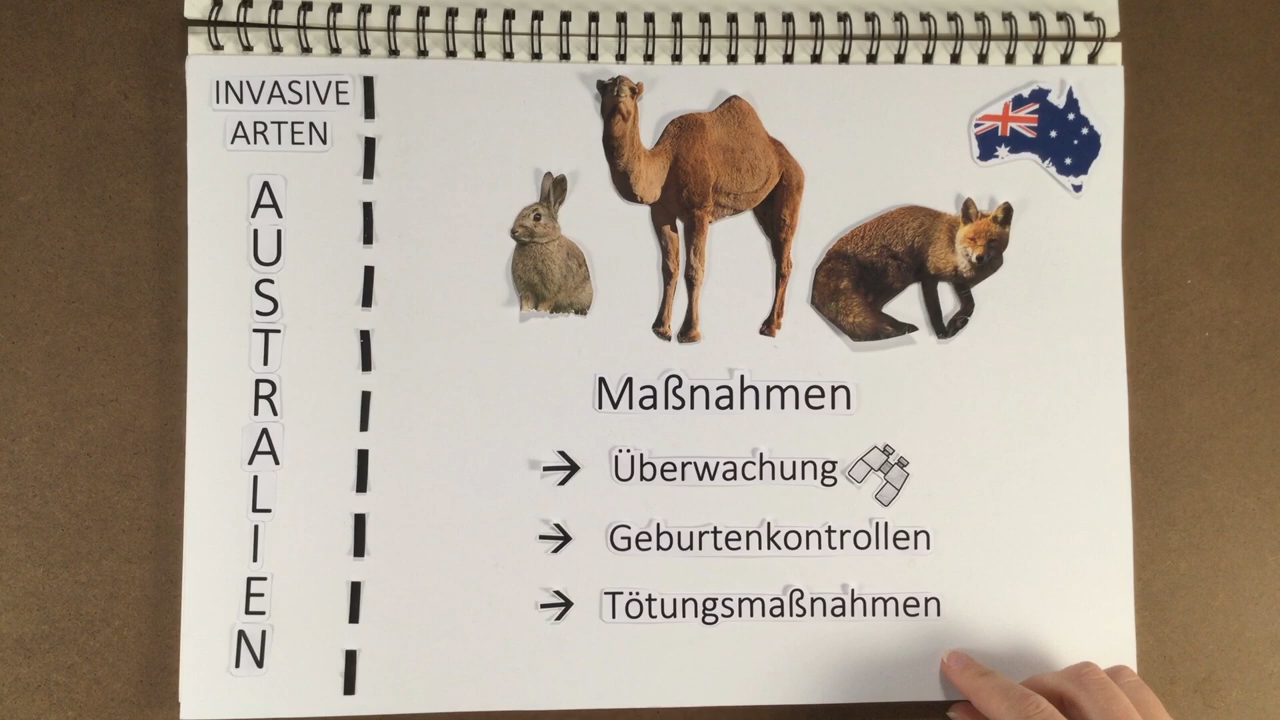 INVASIVE
ARTEN
AUSTRALIEN
Maßnahmen
→ Überwachung
→ Geburtenkontrollen
→ Tötungsmaßnahmen